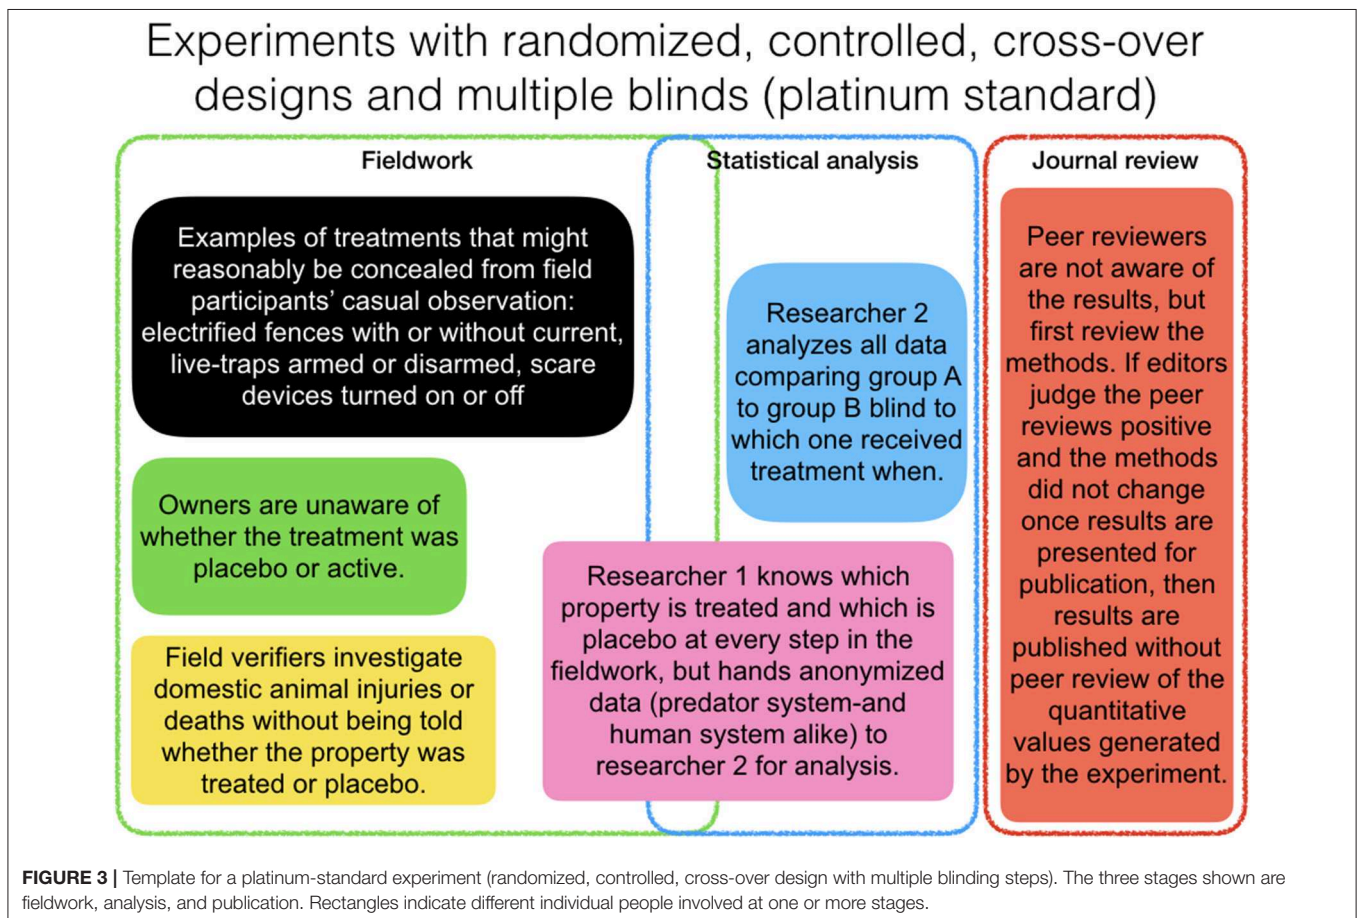 Experiments with randomized, controlled, cross-over
designs and multiple blinds (platinum standard)
Fieldwork
Examples of treatments that might
reasonably be concealed from field
participants’ casual observation:
electrified fences with or without current,
live-traps armed or disarmed, scare
devices turned on or off
Owners are unaware of
whether the treatment was
placebo or active.
Field verifiers investigate
domestic animal injuries or
deaths without being told
whether the property was
treated or placebo.
Statistical analysis
Researcher 2
analyzes all data
comparing group A
to group B blind to
which one received
treatment when.
Researcher 1 knows which
property is treated and which is
placebo at every step in the
fieldwork, but hands anonymized
data (predator system-and
human system alike) to
researcher 2 for analysis.
Journal review
Peer reviewers
are not aware of
the results, but
first review the
methods. If editors
judge the peer
reviews positive
and the methods
did not change
once results are
presented for
publication, then
results are
published without
peer review of the
quantitative
values generated
by the experiment.
FIGURE 3 | Template for a platinum-standard experiment (randomized, controlled, cross-over design with multiple blinding steps). The three stages shown are
fieldwork, analysis, and publication. Rectangles indicate different individual people involved at one or more stages.